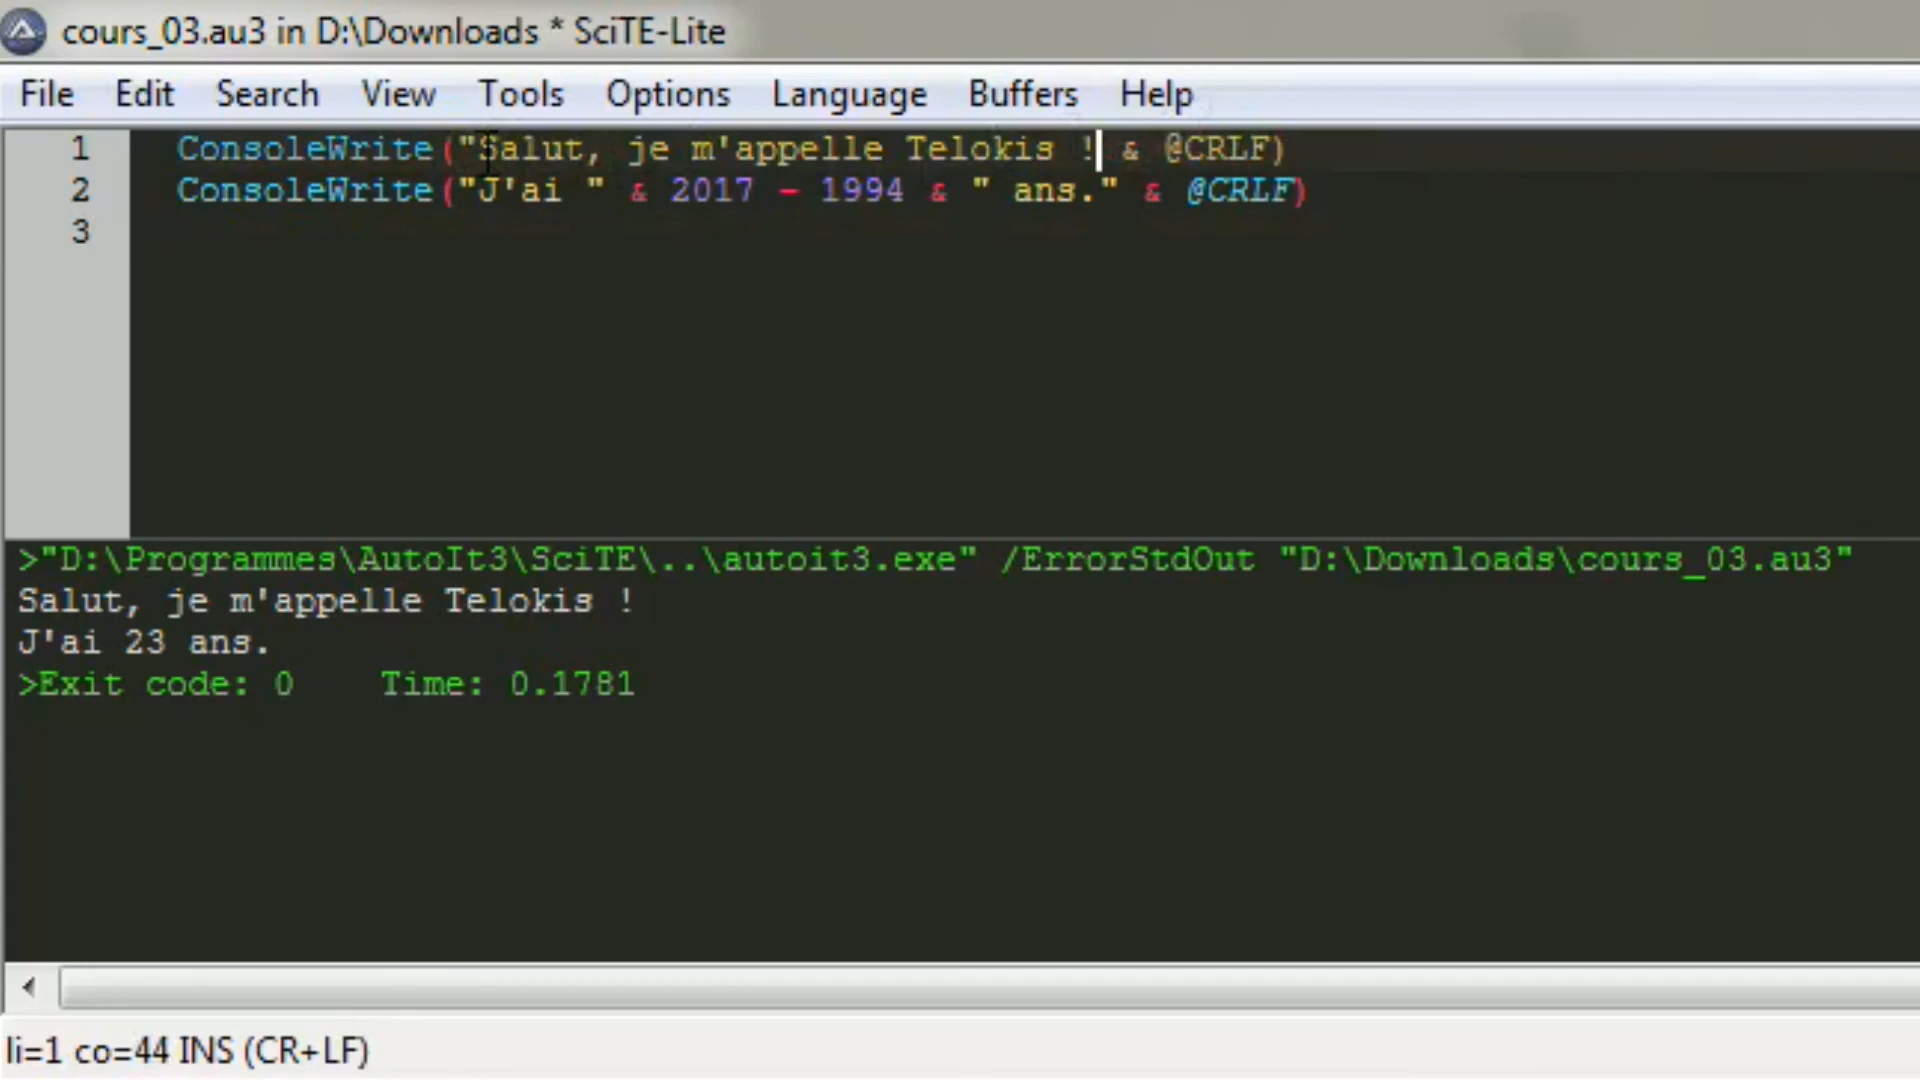 cours_03.au3 in D:\Downloads * SciTE-Lite
File Edit Search View Tools Options Language Buffers Help
1 ConsoleWrite("Salut, je m'appelle Telokis ! & @CRLF)
2 ConsoleWrite("J'ai " & 2017 - 1994 & " ans." & @CRLF)
3
>"D:\Programmes\AutoIt3\SciTE\..\autoit3.exe" /ErrorStdOut "D:\Downloads\cours_03.au3"
Salut, je m'appelle Telokis !
J'ai 23 ans.
>Exit code: 0 Time: 0.1781
li=1 co=44 INS (CR+LF)